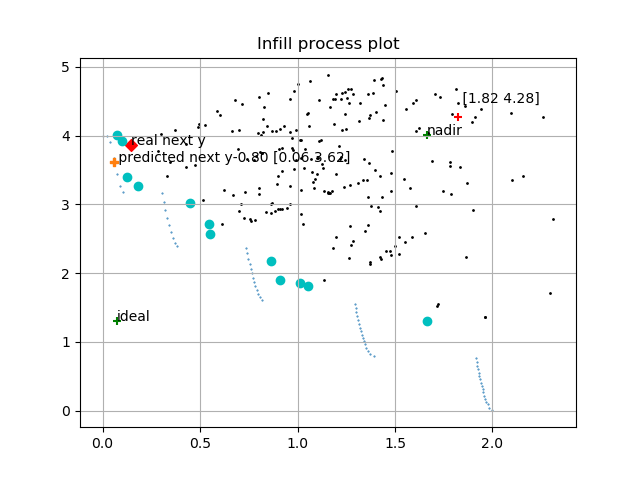 Infill process plot
5
[1.82 4.28]
4
nadir
real next y
predicted next y-0.80 [0.06 3.62]
3
2
ideal
1
0
0.0 0.5 1.0 1.5 2.0